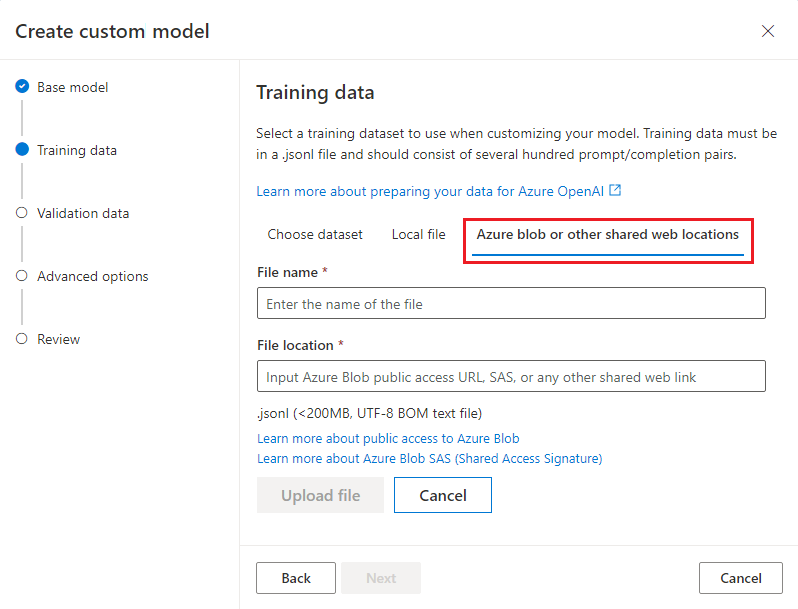 Create custom model
Base model
Training data
Validation data
Advanced options
Review
Training data
Select a training dataset to use when customizing your model. Training data must be
in a .jsonl file and should consist of several hundred prompt/completion pairs.
Learn more about preparing your data for Azure OpenAI
Choose dataset
Local file
Azure blob or other shared web locations
File name *
Enter the name of the file
File location *
Input Azure Blob public access URL, SAS, or any other shared web link
.jsonl (<200MB, UTF-8 BOM text file)
Learn more about public access to Azure Blob
Learn more about Azure Blob SAS (Shared Access Signature)
Upload file
Cancel
Back
Next
Cancel